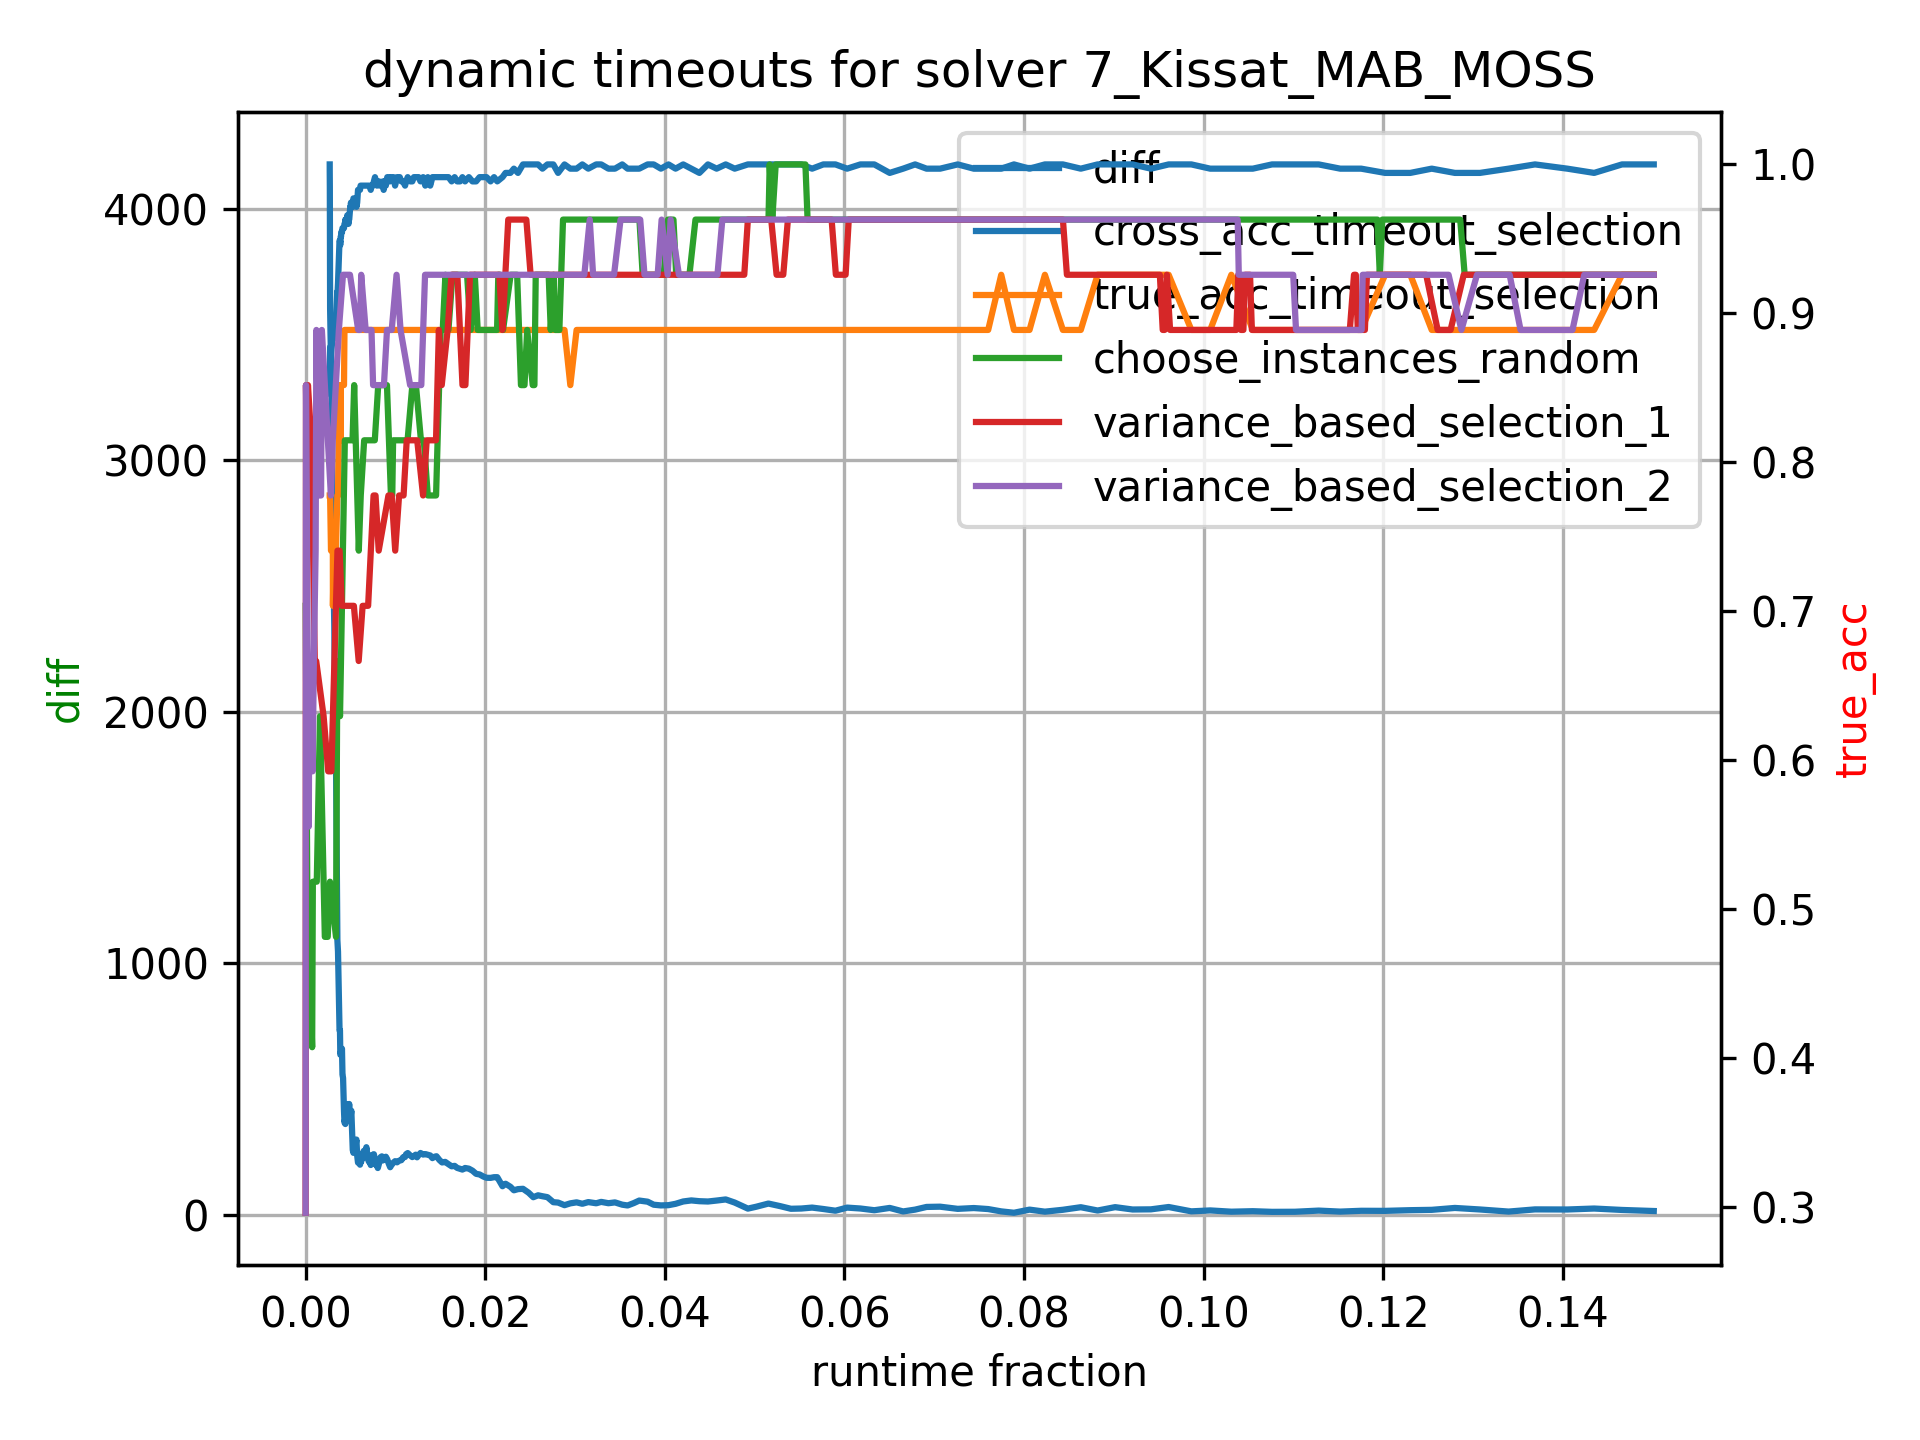 dynamic timeouts for solver 7_Kissat_MAB_MOSS
diff
cross_acc_timeout_selection
true_acc_timeout_selection
choose_instances_random
variance_based_selection_1
variance_based_selection_2
4000
3000
2000
1000
0
diff
1.0
0.9
0.8
0.7
0.6
0.5
0.4
0.3
true_acc
0.00 0.02 0.04 0.06 0.08 0.10 0.12 0.14
runtime fraction